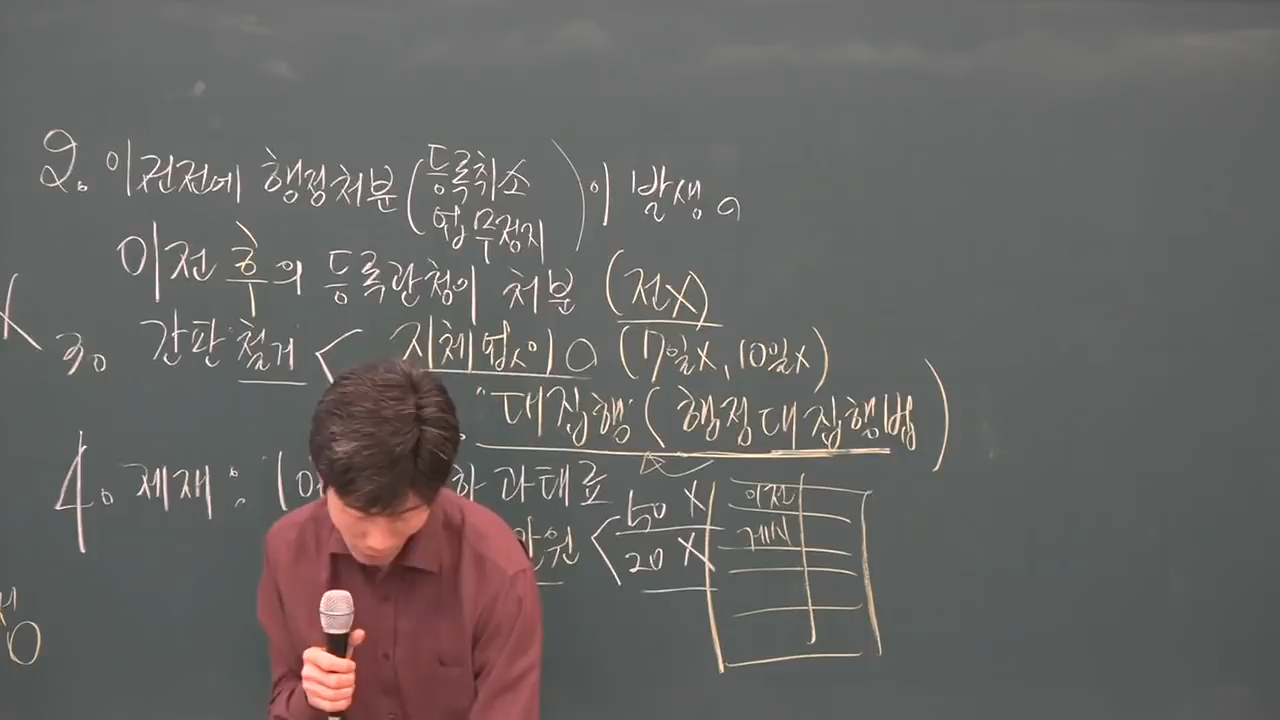 2. 이전전에 행정처분(등록취소
업무정지)이 발생
이전 후의 등록관청이 처분 (전X)
3. 간판 철거 < 지체없이 O (7일X, 10일X)
"대집행" (행정대집행법)
4. 제재 : 10 하 과태료
만원 < 50 X
20 X
이전
게시